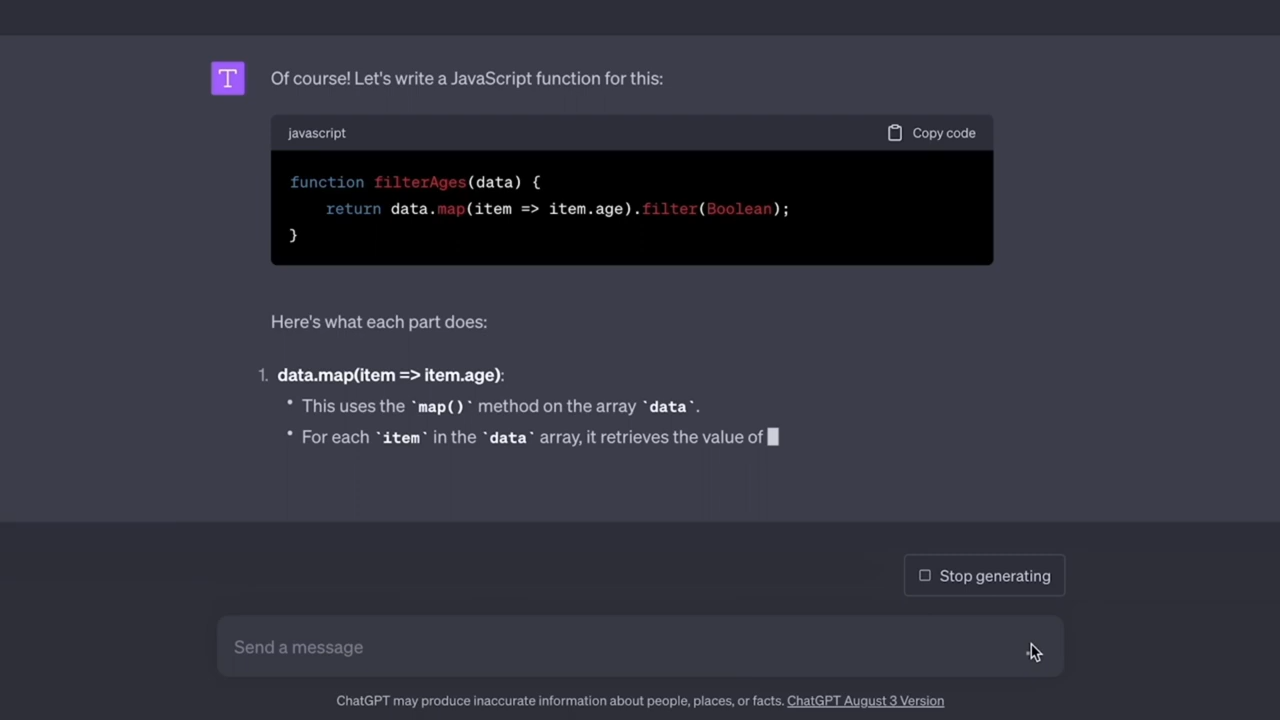 T
Of course! Let's write a JavaScript function for this:
javascript
Copy code
function filterAges(data) {
    return data.map(item => item.age).filter(Boolean);
}
Here's what each part does:
1. data.map(item => item.age):
• This uses the `map()` method on the array `data`.
• For each `item` in the `data` array, it retrieves the value of
Stop generating
Send a message
ChatGPT may produce inaccurate information about people, places, or facts. ChatGPT August 3 Version